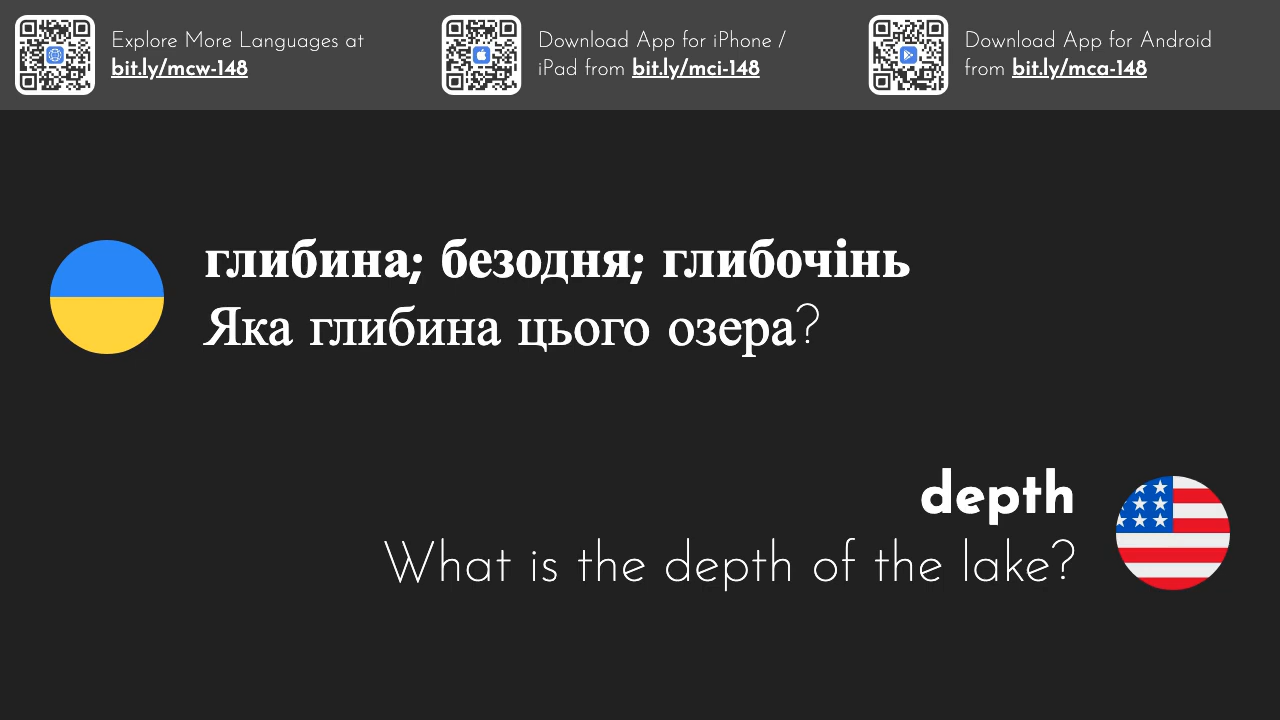 Explore More Languages at
bit.ly/mcw-148
Download App for iPhone /
iPad from bit.ly/mci-148
Download App for Android
from bit.ly/mca-148
глибина; безодня; глибочінь
Яка глибина цього озера?
depth
What is the depth of the lake?